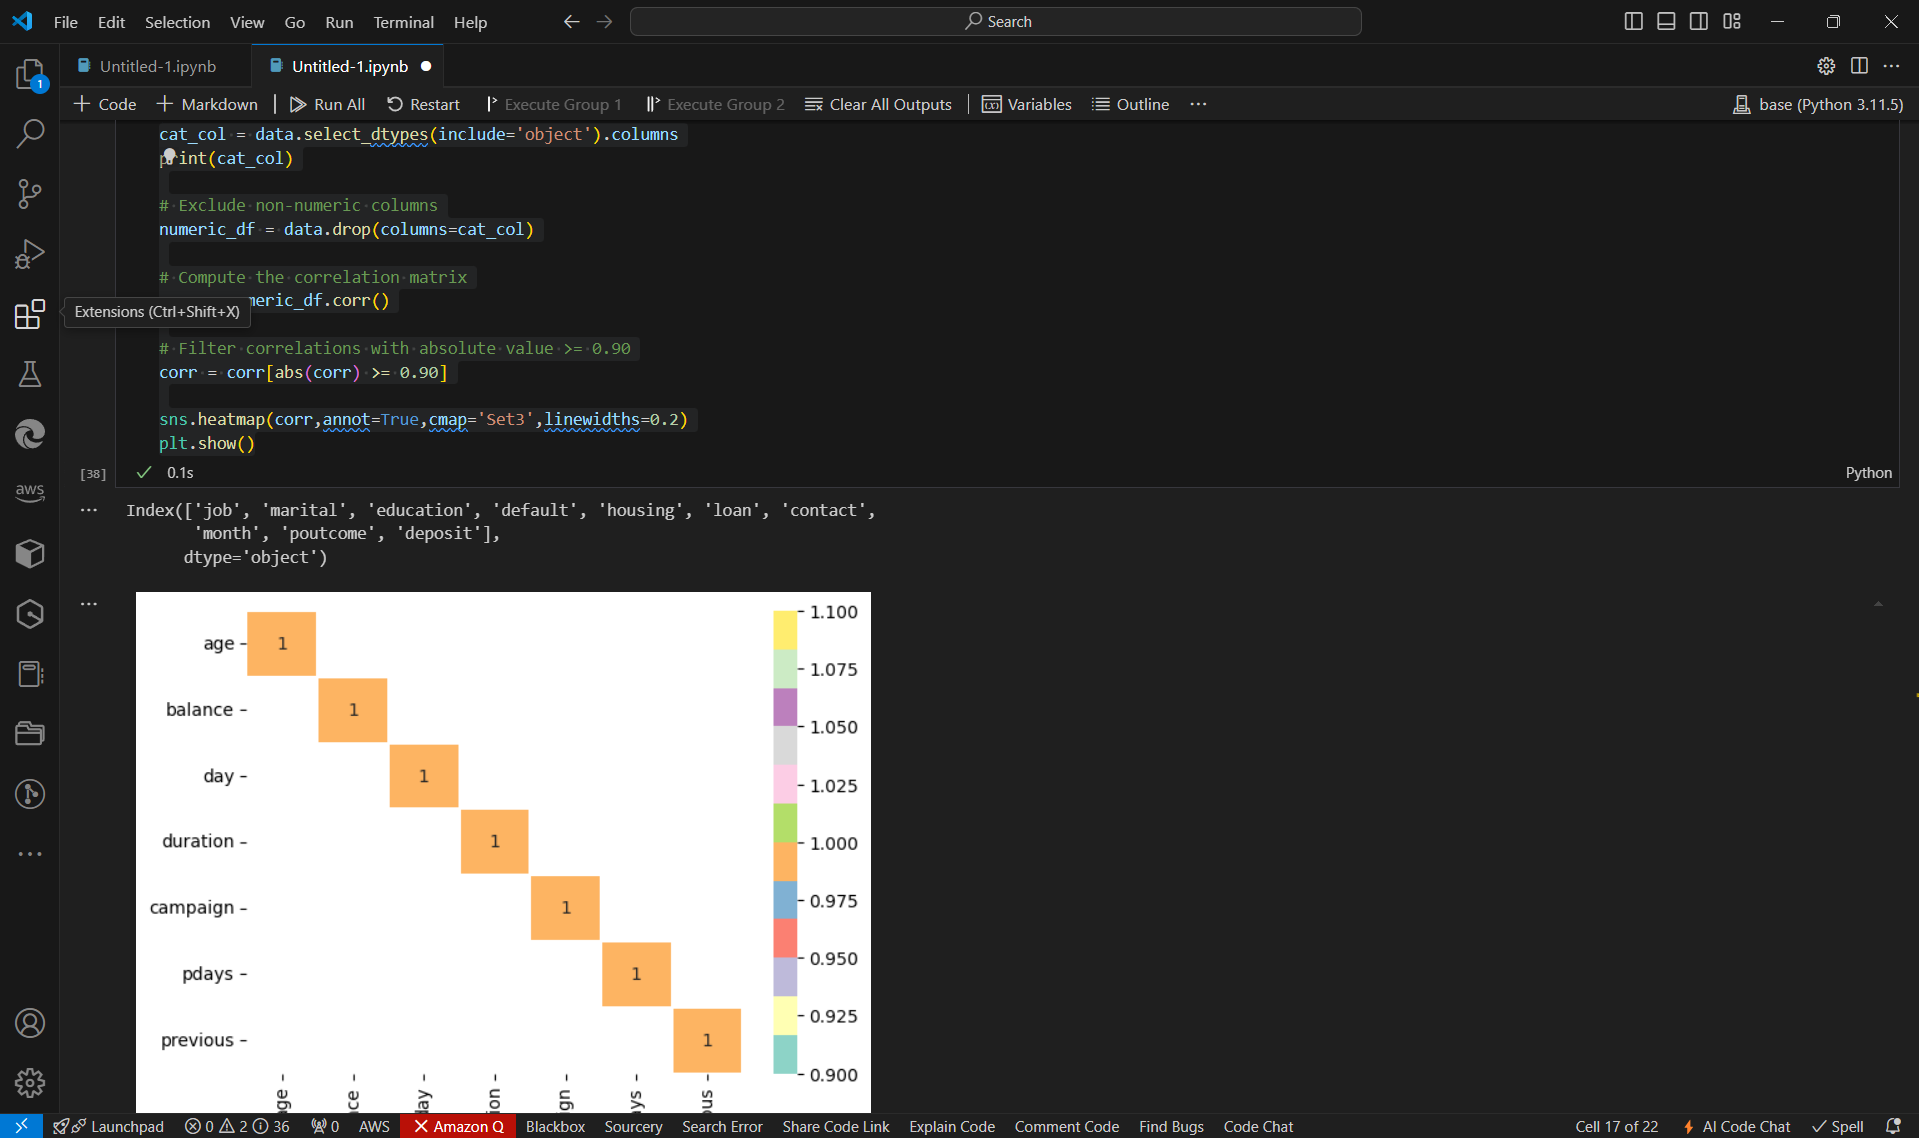 File Edit Selection View Go Run Terminal Help
Search
Untitled-1.ipynb
Untitled-1.ipynb
1
Code Markdown Run All Restart Execute Group 1 Execute Group 2 Clear All Outputs Variables Outline
base (Python 3.11.5)
cat_col = data.select_dtypes(include='object').columns
print(cat_col)
# Exclude non-numeric columns
numeric_df = data.drop(columns=cat_col)
# Compute the correlation matrix
meric_df.corr()
Extensions (Ctrl+Shift+X)
# Filter correlations with absolute value >= 0.90
corr = corr[abs(corr) >= 0.90]
sns.heatmap(corr,annot=True,cmap='Set3',linewidths=0.2)
plt.show()
[38]
0.1s
Python
aws
Index(['job', 'marital', 'education', 'default', 'housing', 'loan', 'contact',
'month', 'poutcome', 'deposit'],
dtype='object')
age
1
balance
1
day
1
duration
1
campaign
1
pdays
1
previous
1
1.100
1.075
1.050
1.025
1.000
0.975
0.950
0.925
0.900
ge
ce
day
ion
gn
ys
us
Launchpad 0 2 36 0 AWS Amazon Q Blackbox Sourcery Search Error Share Code Link Explain Code Comment Code Find Bugs Code Chat
Cell 17 of 22 AI Code Chat Spell